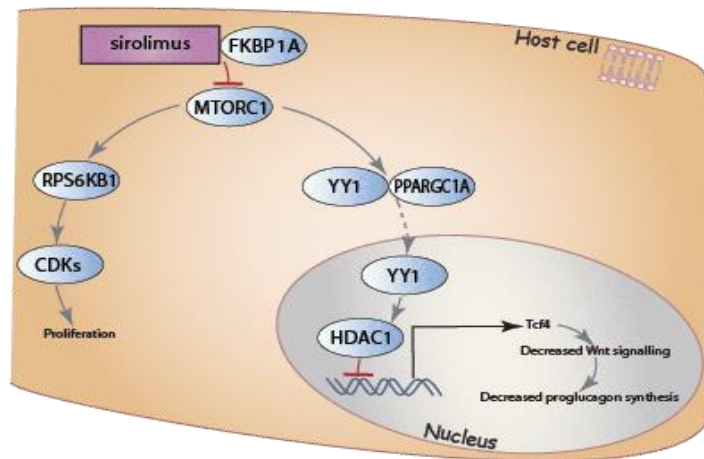 sirolimus
FKBP1A
Host cell
MTORC1
RPS6KB1
YY1
PPARGC1A
CDKs
YY1
Proliferation
HDAC1
Tcf4
Decreased Wnt signalling
Decreased proglucagon synthesis
Nucleus